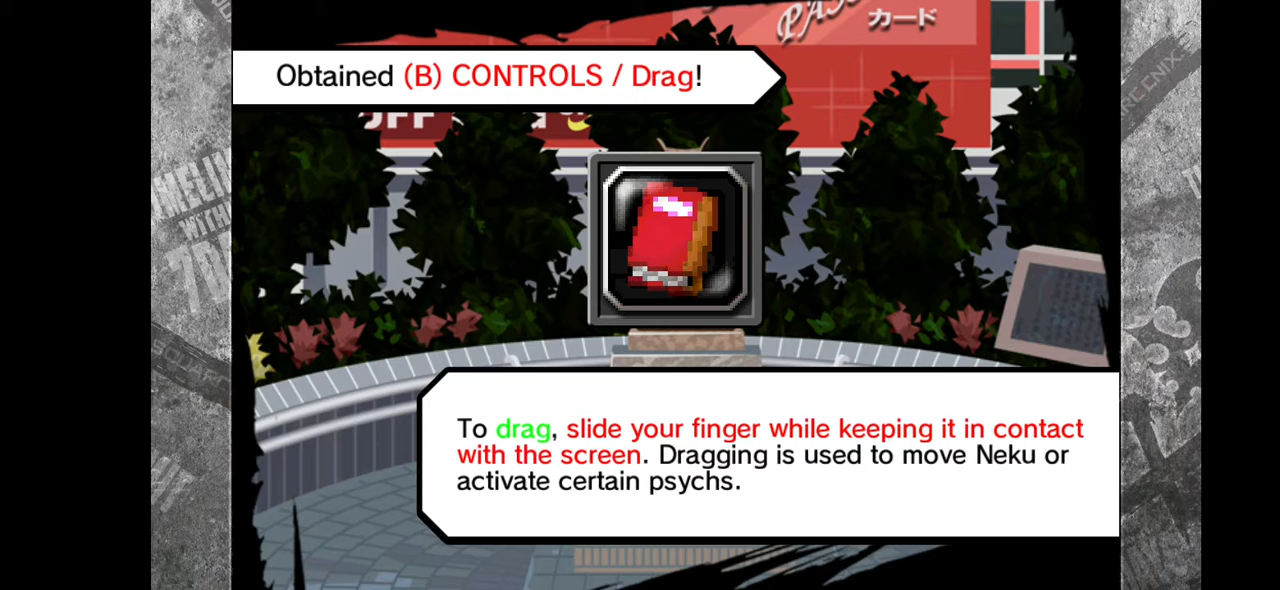 カード
Obtained (B) CONTROLS / Drag!
To drag, slide your finger while keeping it in contact
with the screen. Dragging is used to move Neku or
activate certain psychs.